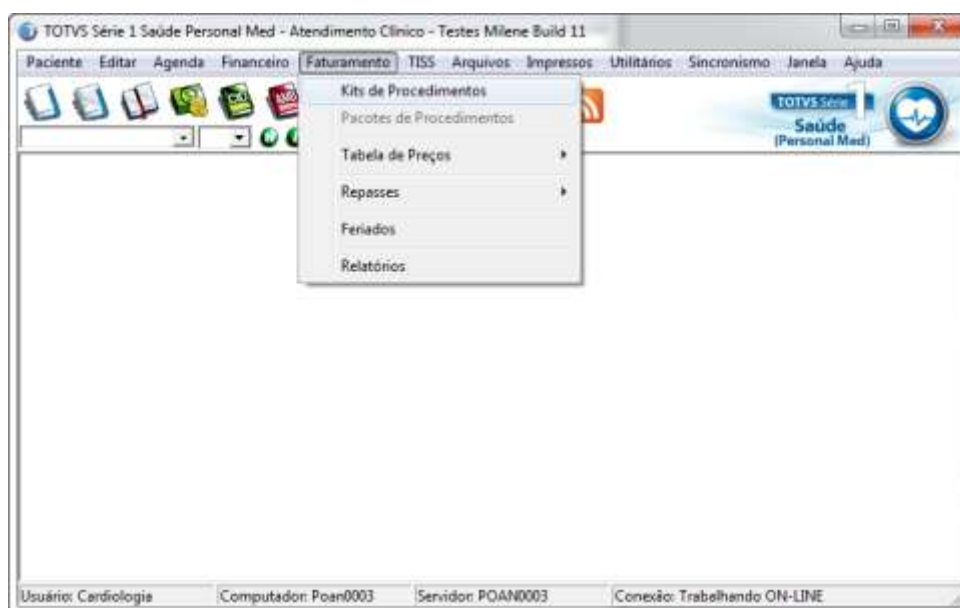 TOTVS Série 1 Saúde Personal Med - Atendimento Clínico - Testes Milene Build 11
Paciente Editar Agenda Financeiro Faturamento TISS Arquivos Impressos Utilitários Sincronismo Janela Ajuda
Kits de Procedimentos
Pacotes de Procedimentos
Tabela de Preços
Repasses
Feriados
Relatórios
TOTVS Série 1
Saúde
(Personal Med)
Usuário: Cardiologia Computador: Poan0003 Servidor: POAN0003 Conexão: Trabalhando ON-LINE